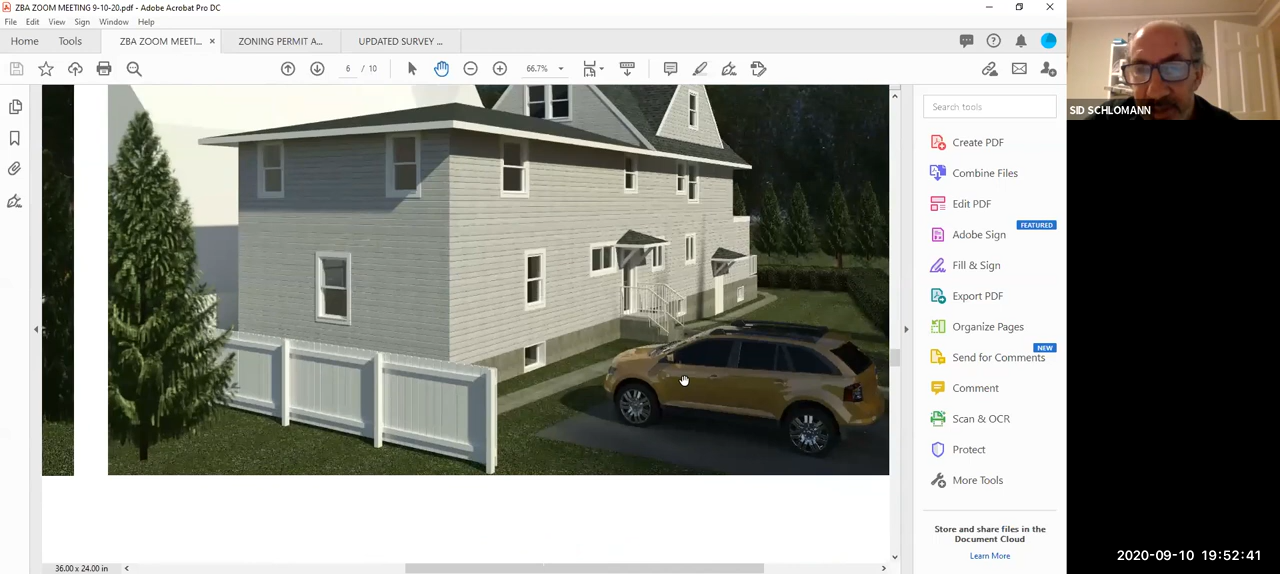 ZBA ZOOM MEETING 9-10-20.pdf - Adobe Acrobat Pro DC
File Edit View Sign Window Help
Home Tools ZBA ZOOM MEETI... × ZONING PERMIT A... UPDATED SURVEY ...
6 / 10 66.7%
SID SCHLOMANN
Search tools
Create PDF
Combine Files
Edit PDF
FEATURED
Adobe Sign
Fill & Sign
Export PDF
Organize Pages
NEW
Send for Comments
Comment
Scan & OCR
Protect
More Tools
Store and share files in the
Document Cloud
Learn More
36.00 x 24.00 in
2020-09-10 19:52:41